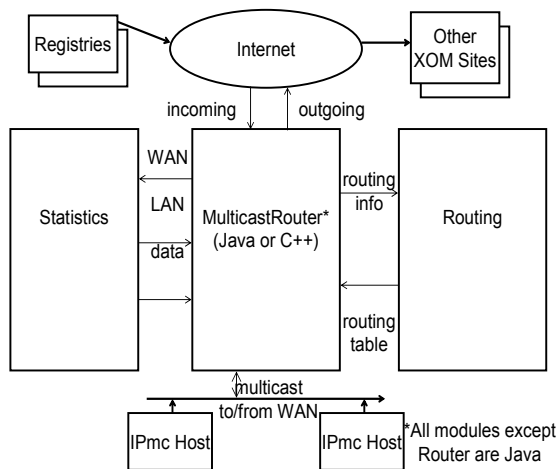 Registries
Internet
Other
XOM Sites
incoming
outgoing
WAN
LAN
data
Statistics
MulticastRouter*
(Java or C++)
routing
info
routing
table
Routing
multicast
to/from WAN
IPmc Host
IPmc Host
*All modules except
Router are Java